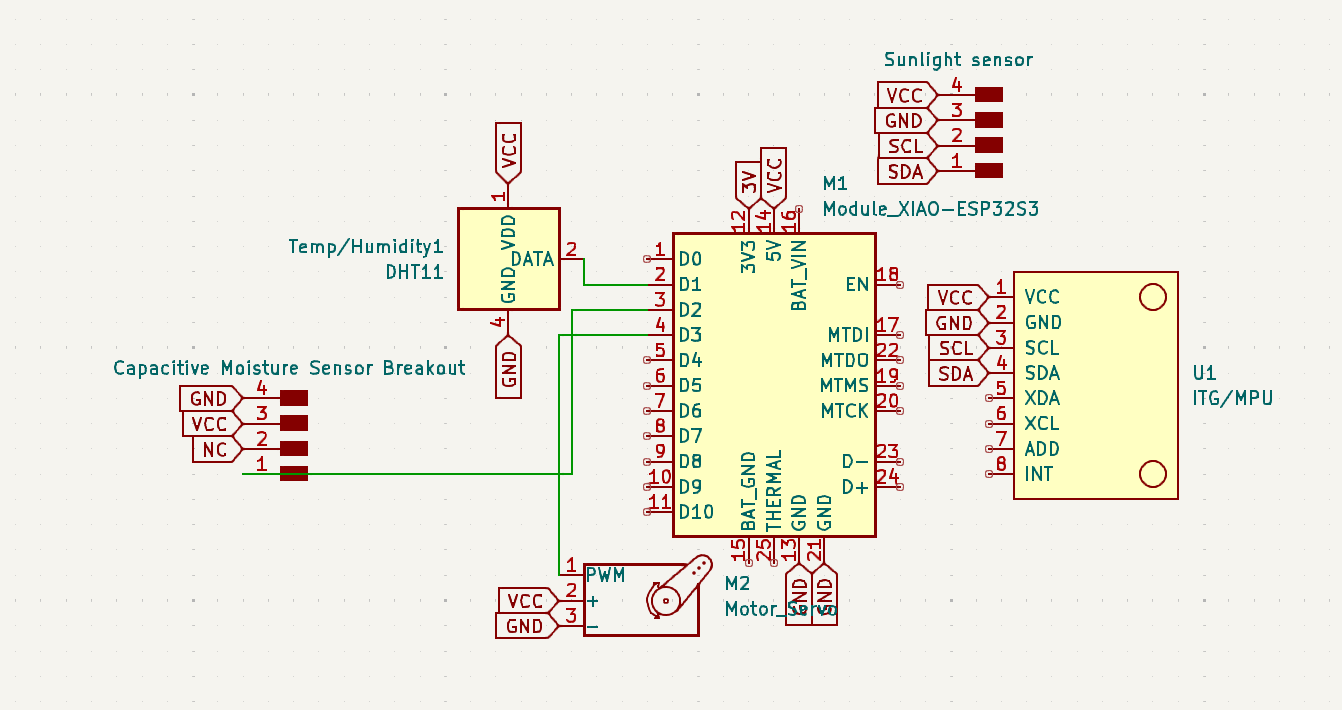 Sunlight sensor
VCC 4
GND 3
SCL 2
SDA 1
VCC
1
GND VDD
DATA 2
4
GND
Temp/Humidity1
DHT11
Capacitive Moisture Sensor Breakout
GND 4
VCC 3
NC 2
1
M1
Module_XIAO-ESP32S3
3V VCC
12 14 16
3V3 5V BAT_VIN
1 D0
2 D1
3 D2
4 D3
5 D4
6 D5
7 D6
8 D7
9 D8
10 D9
11 D10
EN 18
MTDI 17
MTDO 22
MTMS 19
MTCK 20
D- 23
D+ 24
BAT_GND THERMAL GND GND
15 25 13 21
GND GND
VCC 1 VCC
GND 2 GND
SCL 3 SCL
SDA 4 SDA
5 XDA
6 XCL
7 ADD
8 INT
U1
ITG/MPU
1 PWM
VCC 2 +
GND 3 -
M2
Motor_Servo